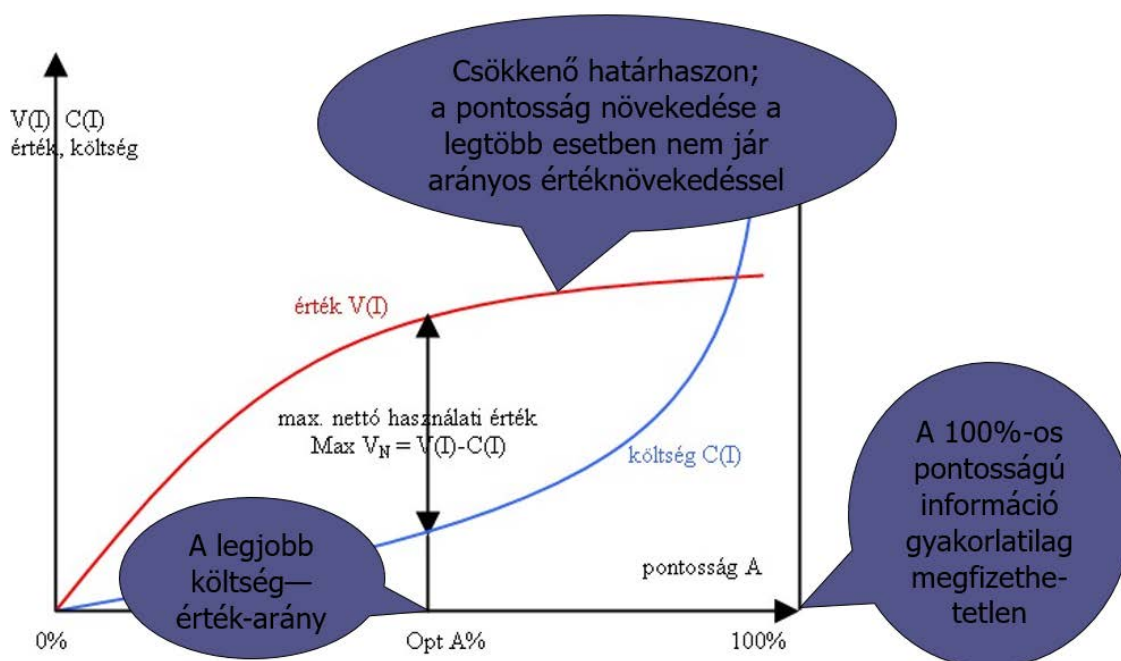 Csökkenő határhaszon;
a pontosság növekedése a
legtöbb esetben nem jár
arányos értéknövekedéssel
V(I) C(I)
érték, költség
érték V(I)
max. nettó használati érték
Max V_N = V(I)-C(I)
költség C(I)
A legjobb
költség—
érték-arány
pontosság A
A 100%-os
pontosságú
információ
gyakorlatilag
megfizethe-
tetlen
0%
Opt A%
100%